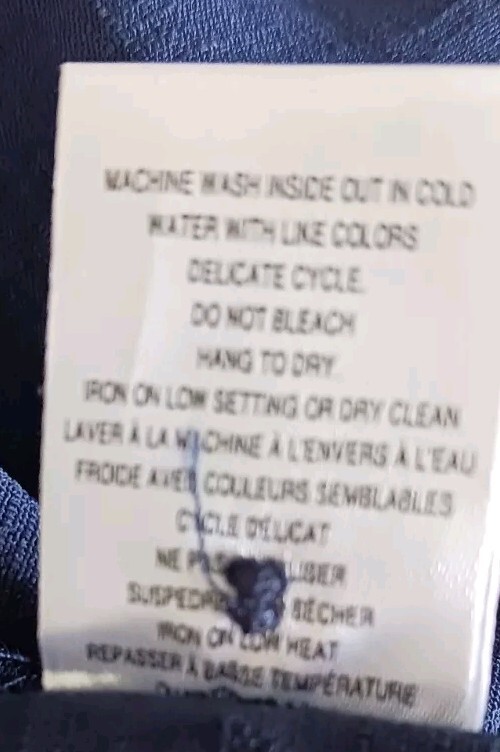 MACHINE WASH INSIDE OUT IN COLD
WATER WITH LIKE COLORS
DELICATE CYCLE.
DO NOT BLEACH
HANG TO DRY.
IRON ON LOW SETTING OR DRY CLEAN
LAVER À LA MACHINE À L'ENVERS À L'EAU
FROIDE AVEC COULEURS SEMBLABLES
CYCLE DÉLICAT
NE
SÉCHER
IRON ON LOW HEAT
REPASSER À BASSE TEMPÉRATURE